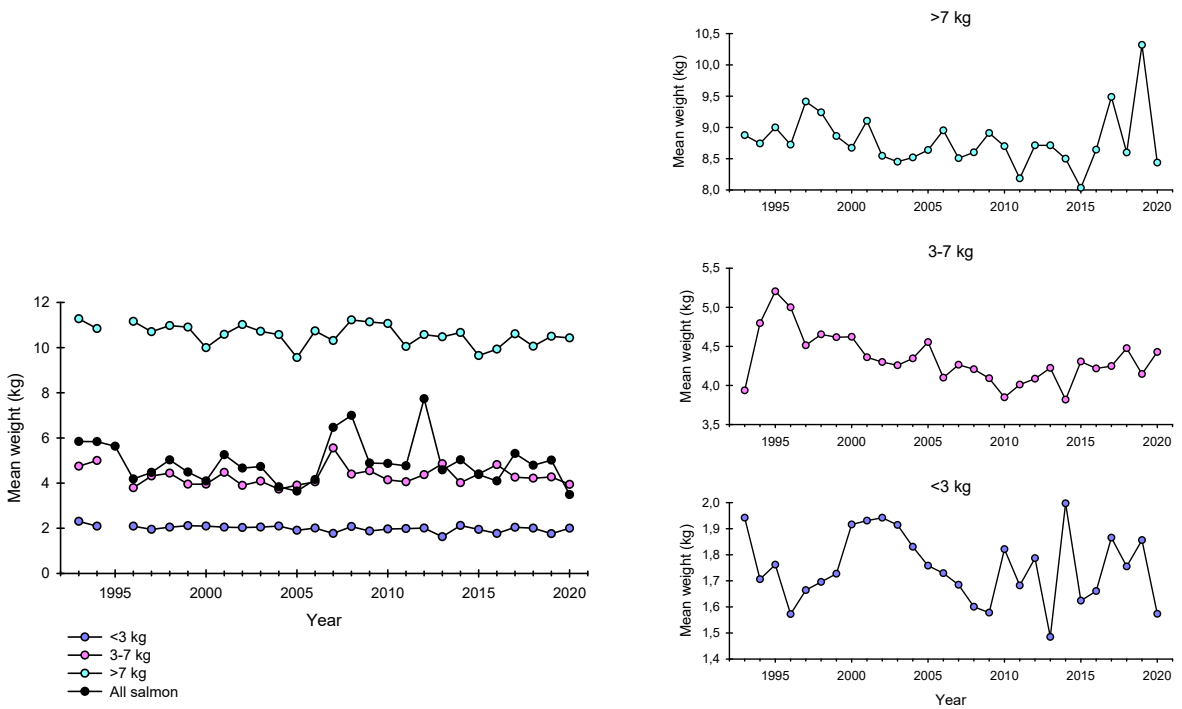 12
10
8
6
4
2
0
Mean weight (kg)
1995 2000 2005 2010 2015 2020
Year
<3 kg
3-7 kg
>7 kg
All salmon
>7 kg
10,5
10,0
9,5
9,0
8,5
8,0
Mean weight (kg)
1995 2000 2005 2010 2015 2020
3-7 kg
5,5
5,0
4,5
4,0
3,5
Mean weight (kg)
1995 2000 2005 2010 2015 2020
<3 kg
2,0
1,9
1,8
1,7
1,6
1,5
1,4
Mean weight (kg)
1995 2000 2005 2010 2015 2020
Year